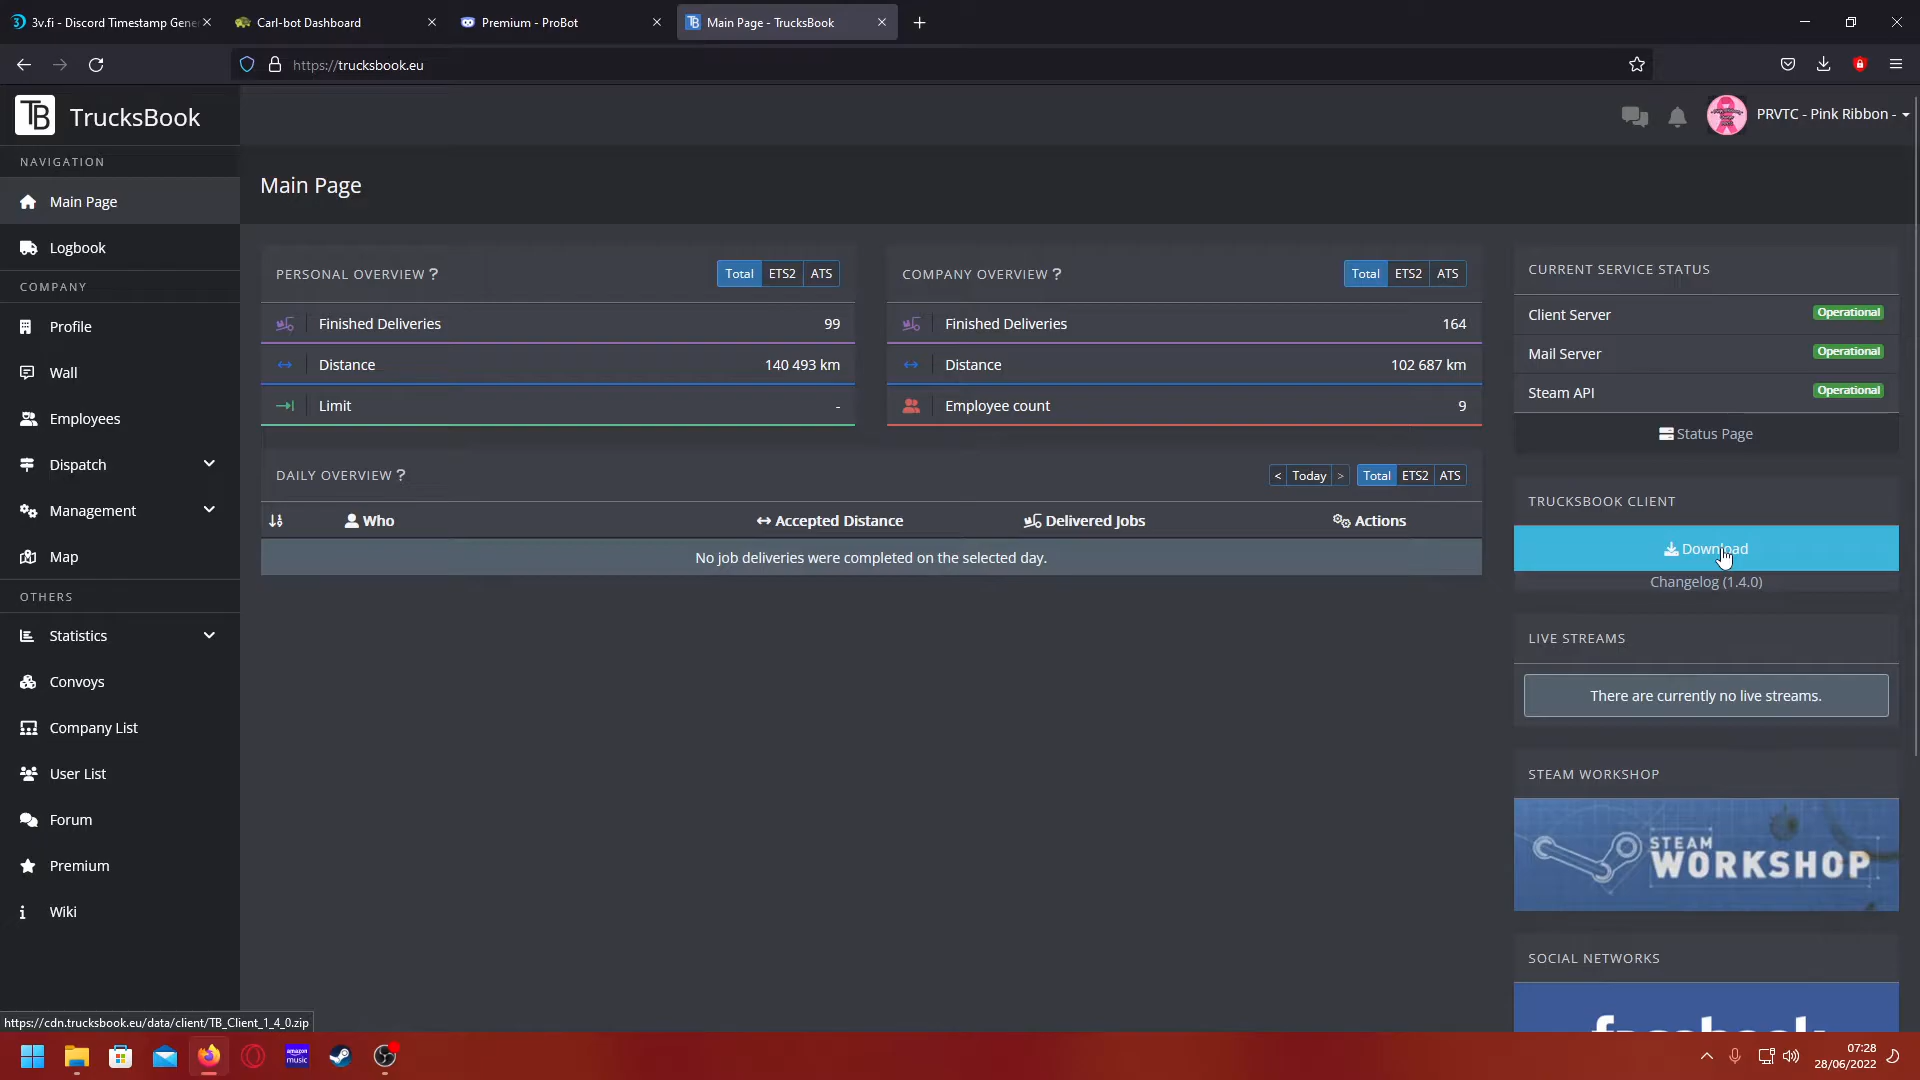 3v.fi - Discord Timestamp Gene
Carl-bot Dashboard
Premium - ProBot
Main Page - TrucksBook
https://trucksbook.eu
TB TrucksBook
PRVTC - Pink Ribbon -
NAVIGATION
Main Page
Logbook
COMPANY
Profile
Wall
Employees
Dispatch
Management
Map
OTHERS
Statistics
Convoys
Company List
User List
Forum
Premium
Wiki
Main Page
PERSONAL OVERVIEW ?
Total ETS2 ATS
Finished Deliveries 99
Distance 140 493 km
Limit -
COMPANY OVERVIEW ?
Total ETS2 ATS
Finished Deliveries 164
Distance 102 687 km
Employee count 9
DAILY OVERVIEW ?
< Today > Total ETS2 ATS
Who Accepted Distance Delivered Jobs Actions
No job deliveries were completed on the selected day.
CURRENT SERVICE STATUS
Client Server Operational
Mail Server Operational
Steam API Operational
Status Page
TRUCKSBOOK CLIENT
Download
Changelog (1.4.0)
LIVE STREAMS
There are currently no live streams.
STEAM WORKSHOP
STEAM
WORKSHOP
SOCIAL NETWORKS
facebook
https://cdn.trucksbook.eu/data/client/TB_Client_1_4_0.zip
amazon
music
07:28
28/06/2022